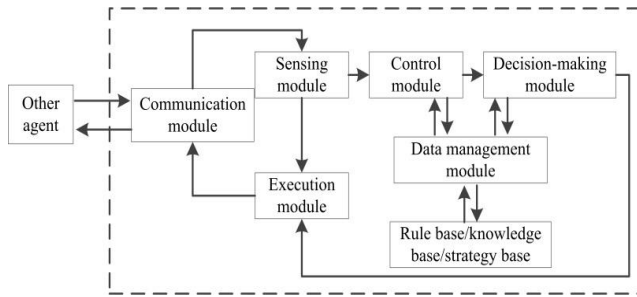 Other
agent
Communication
module
Sensing
module
Control
module
Decision-making
module
Data management
module
Execution
module
Rule base/knowledge
base/strategy base